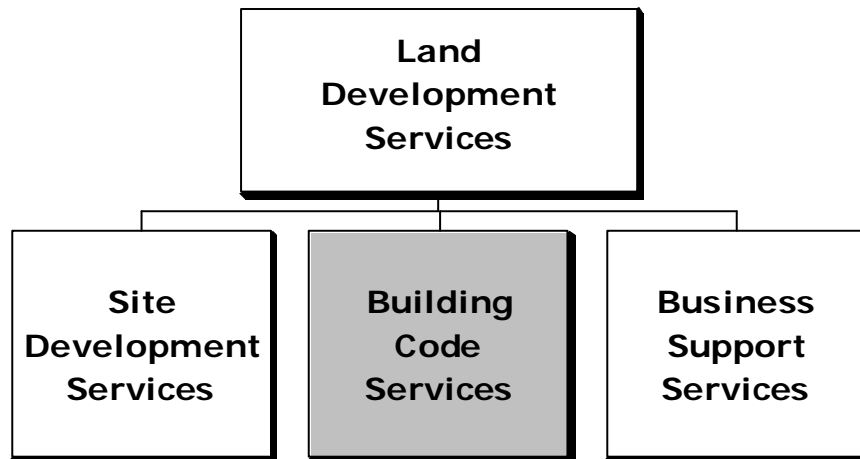 Land
Development
Services
Site
Development
Services
Building
Code
Services
Business
Support
Services